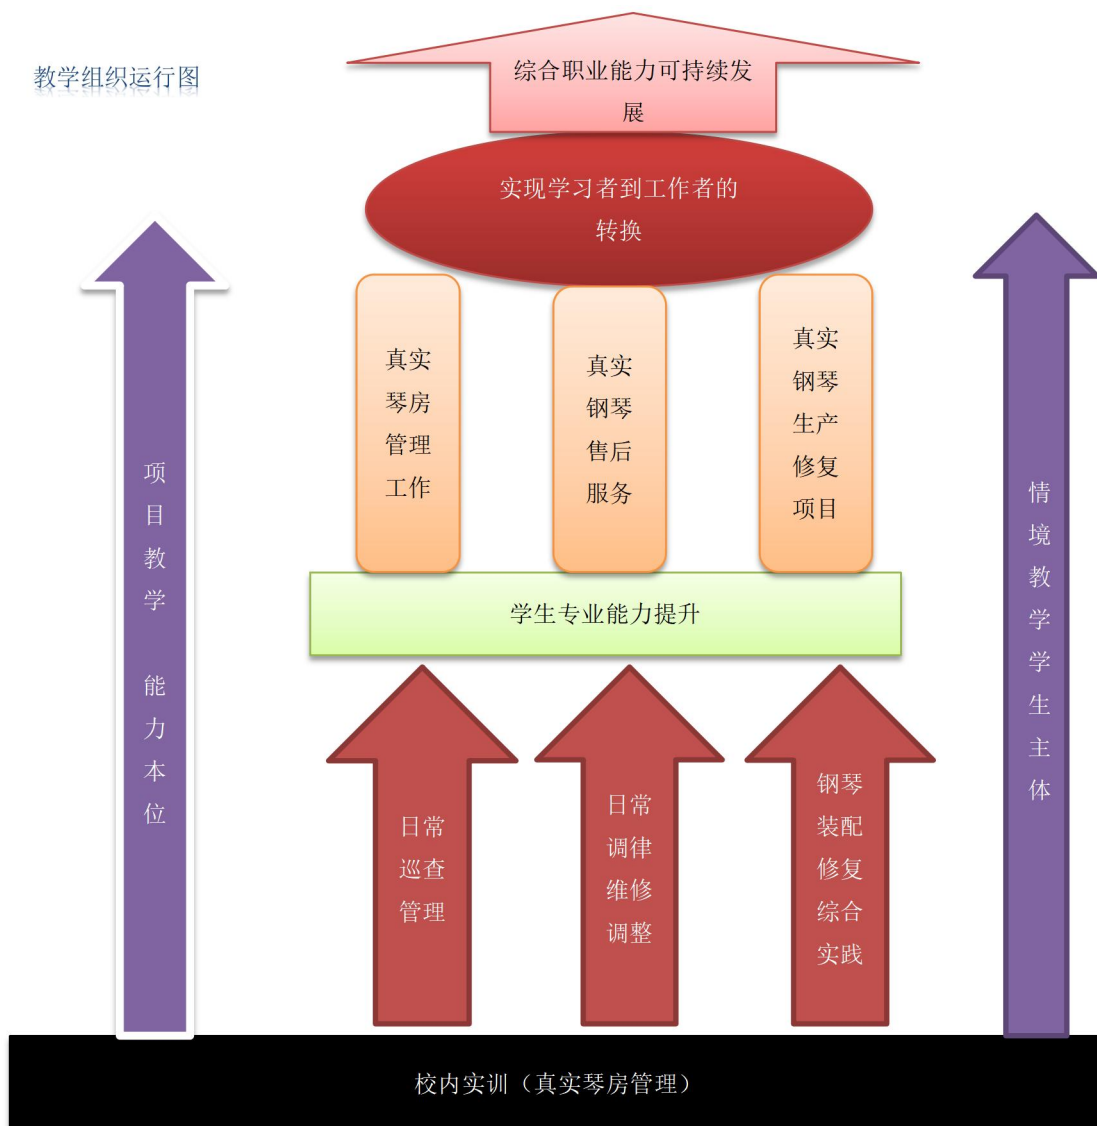 教学组织运行图
综合职业能力可持续发
展
实现学习者到工作者的
转换
真实
琴房
管理
工作
真实
钢琴
售后
服务
真实
钢琴
生产
修复
项目
学生专业能力提升
日常
巡查
管理
日常
调律
维修
调整
钢琴
装配
修复
综合
实践
项目教学 能力本位
情境教学学生主体
校内实训（真实琴房管理）